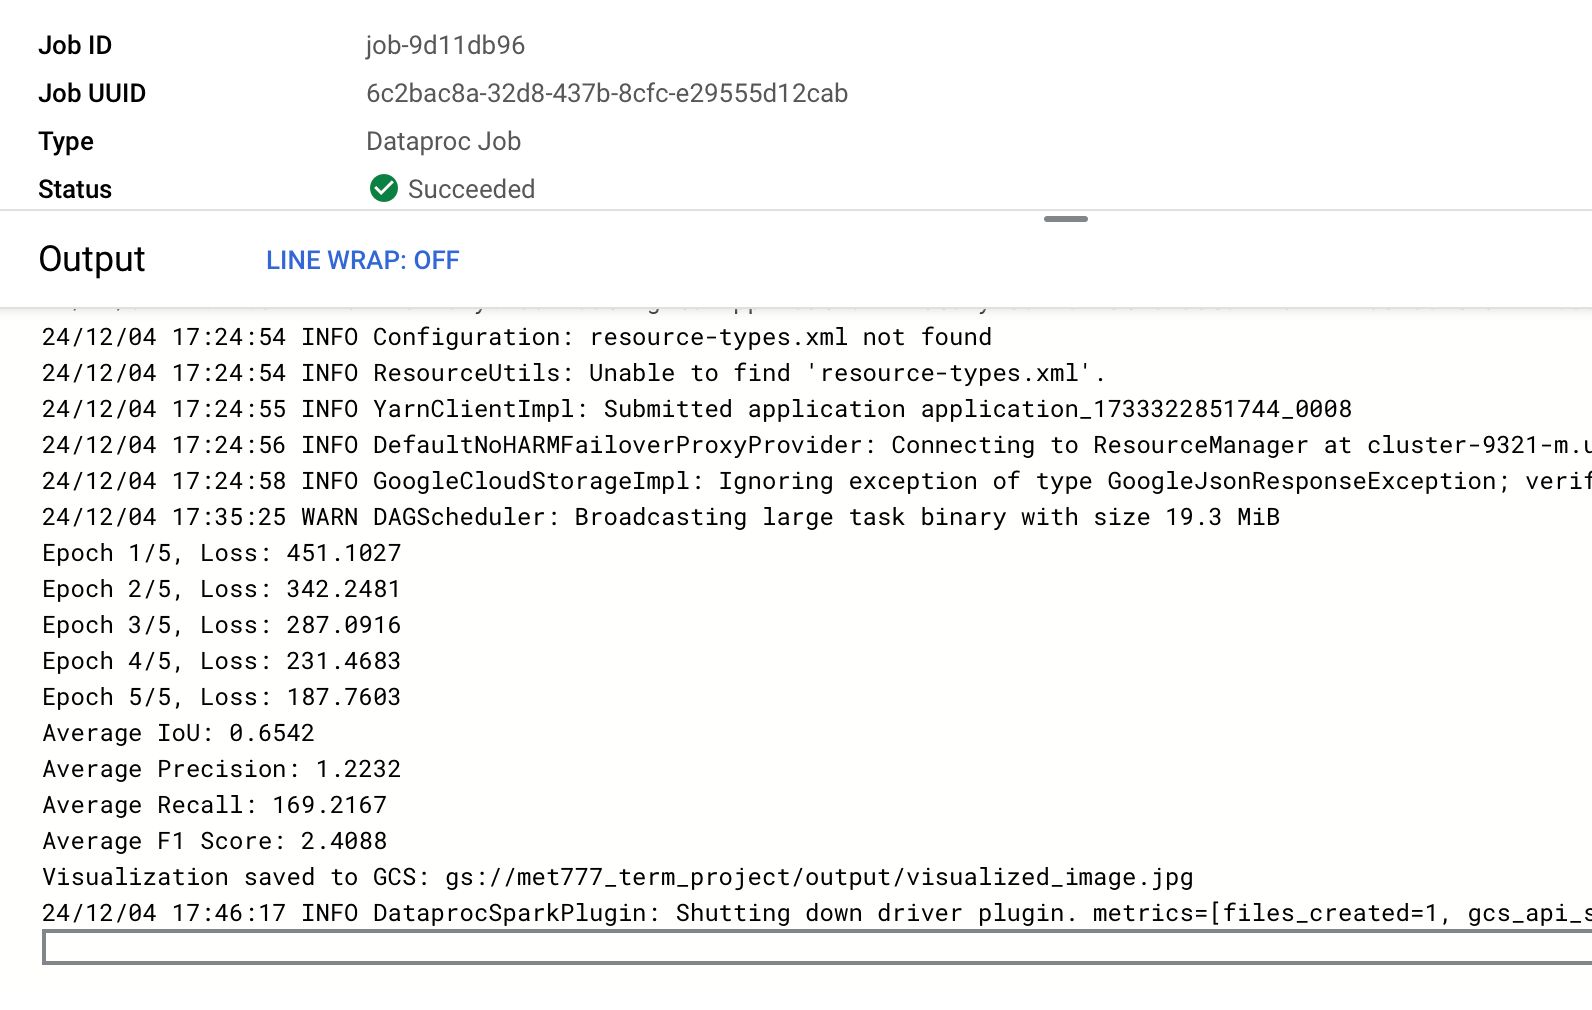 Job ID job-9d11db96
Job UUID 6c2bac8a-32d8-437b-8cfc-e29555d12cab
Type Dataproc Job
Status Succeeded
Output LINE WRAP: OFF
24/12/04 17:24:54 INFO Configuration: resource-types.xml not found
24/12/04 17:24:54 INFO ResourceUtils: Unable to find 'resource-types.xml'.
24/12/04 17:24:55 INFO YarnClientImpl: Submitted application application_1733322851744_0008
24/12/04 17:24:56 INFO DefaultNoHARMFailoverProxyProvider: Connecting to ResourceManager at cluster-9321-m.u
24/12/04 17:24:58 INFO GoogleCloudStorageImpl: Ignoring exception of type GoogleJsonResponseException; verif
24/12/04 17:35:25 WARN DAGScheduler: Broadcasting large task binary with size 19.3 MiB
Epoch 1/5, Loss: 451.1027
Epoch 2/5, Loss: 342.2481
Epoch 3/5, Loss: 287.0916
Epoch 4/5, Loss: 231.4683
Epoch 5/5, Loss: 187.7603
Average IoU: 0.6542
Average Precision: 1.2232
Average Recall: 169.2167
Average F1 Score: 2.4088
Visualization saved to GCS: gs://met777_term_project/output/visualized_image.jpg
24/12/04 17:46:17 INFO DataprocSparkPlugin: Shutting down driver plugin. metrics=[files_created=1, gcs_api_s